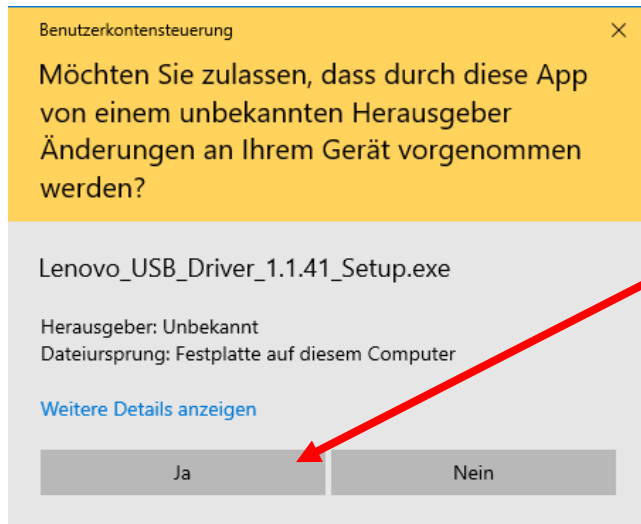 Benutzerkontensteuerung
Möchten Sie zulassen, dass durch diese App
von einem unbekannten Herausgeber
Änderungen an Ihrem Gerät vorgenommen
werden?
Lenovo_USB_Driver_1.1.41_Setup.exe
Herausgeber: Unbekannt
Dateiursprung: Festplatte auf diesem Computer
Weitere Details anzeigen
Ja
Nein